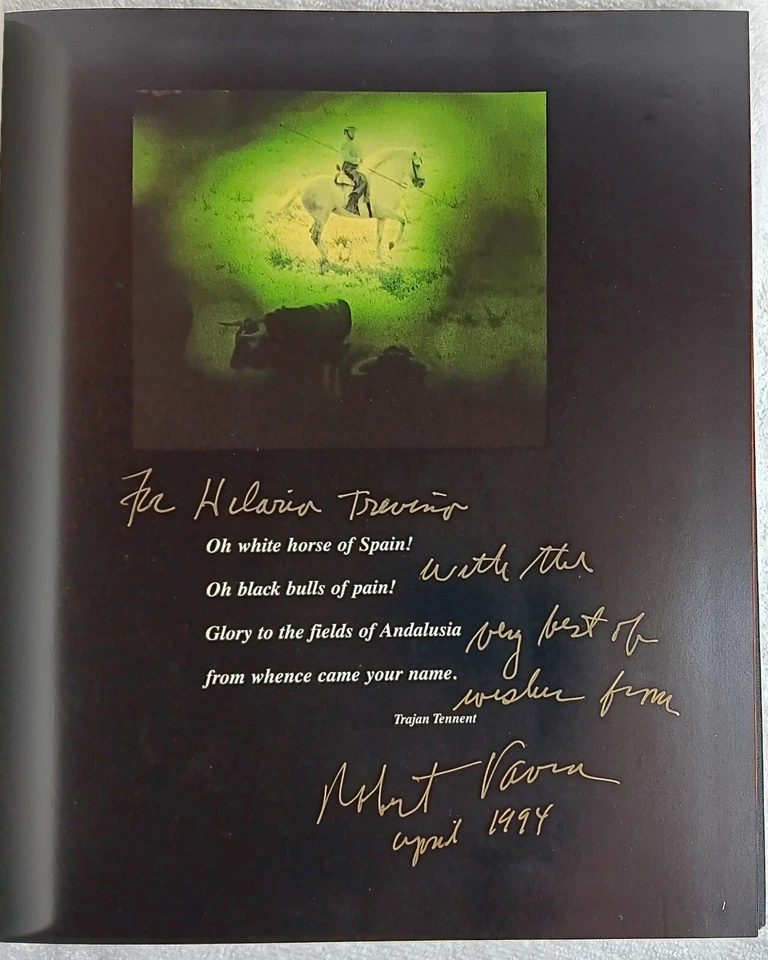 For Hilario Trevino
Oh white horse of Spain!
with the
Oh black bulls of pain!
Glory to the fields of Andalusia
very best of
from whence came your name.
wishes from
Trajan Tennent
Robert Vavra
april 1994
1